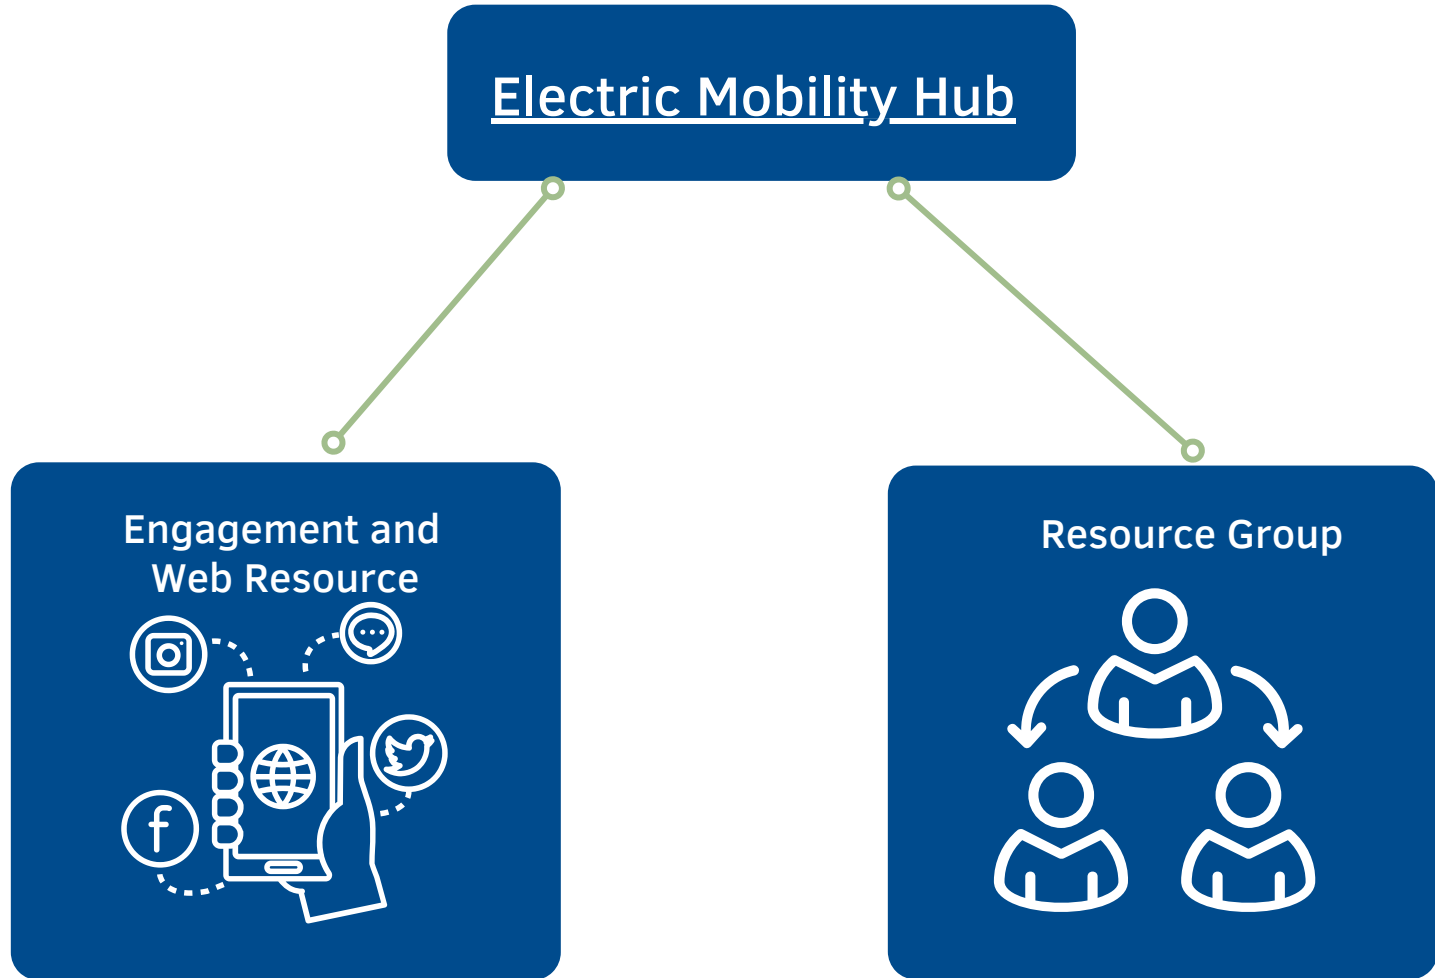 Electric Mobility Hub
Engagement and
Web Resource
Resource Group
f